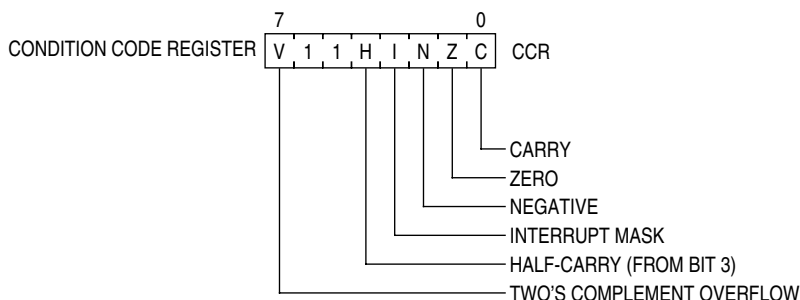 7 0
CONDITION CODE REGISTER V 1 1 H I N Z C CCR
CARRY
ZERO
NEGATIVE
INTERRUPT MASK
HALF-CARRY (FROM BIT 3)
TWO'S COMPLEMENT OVERFLOW